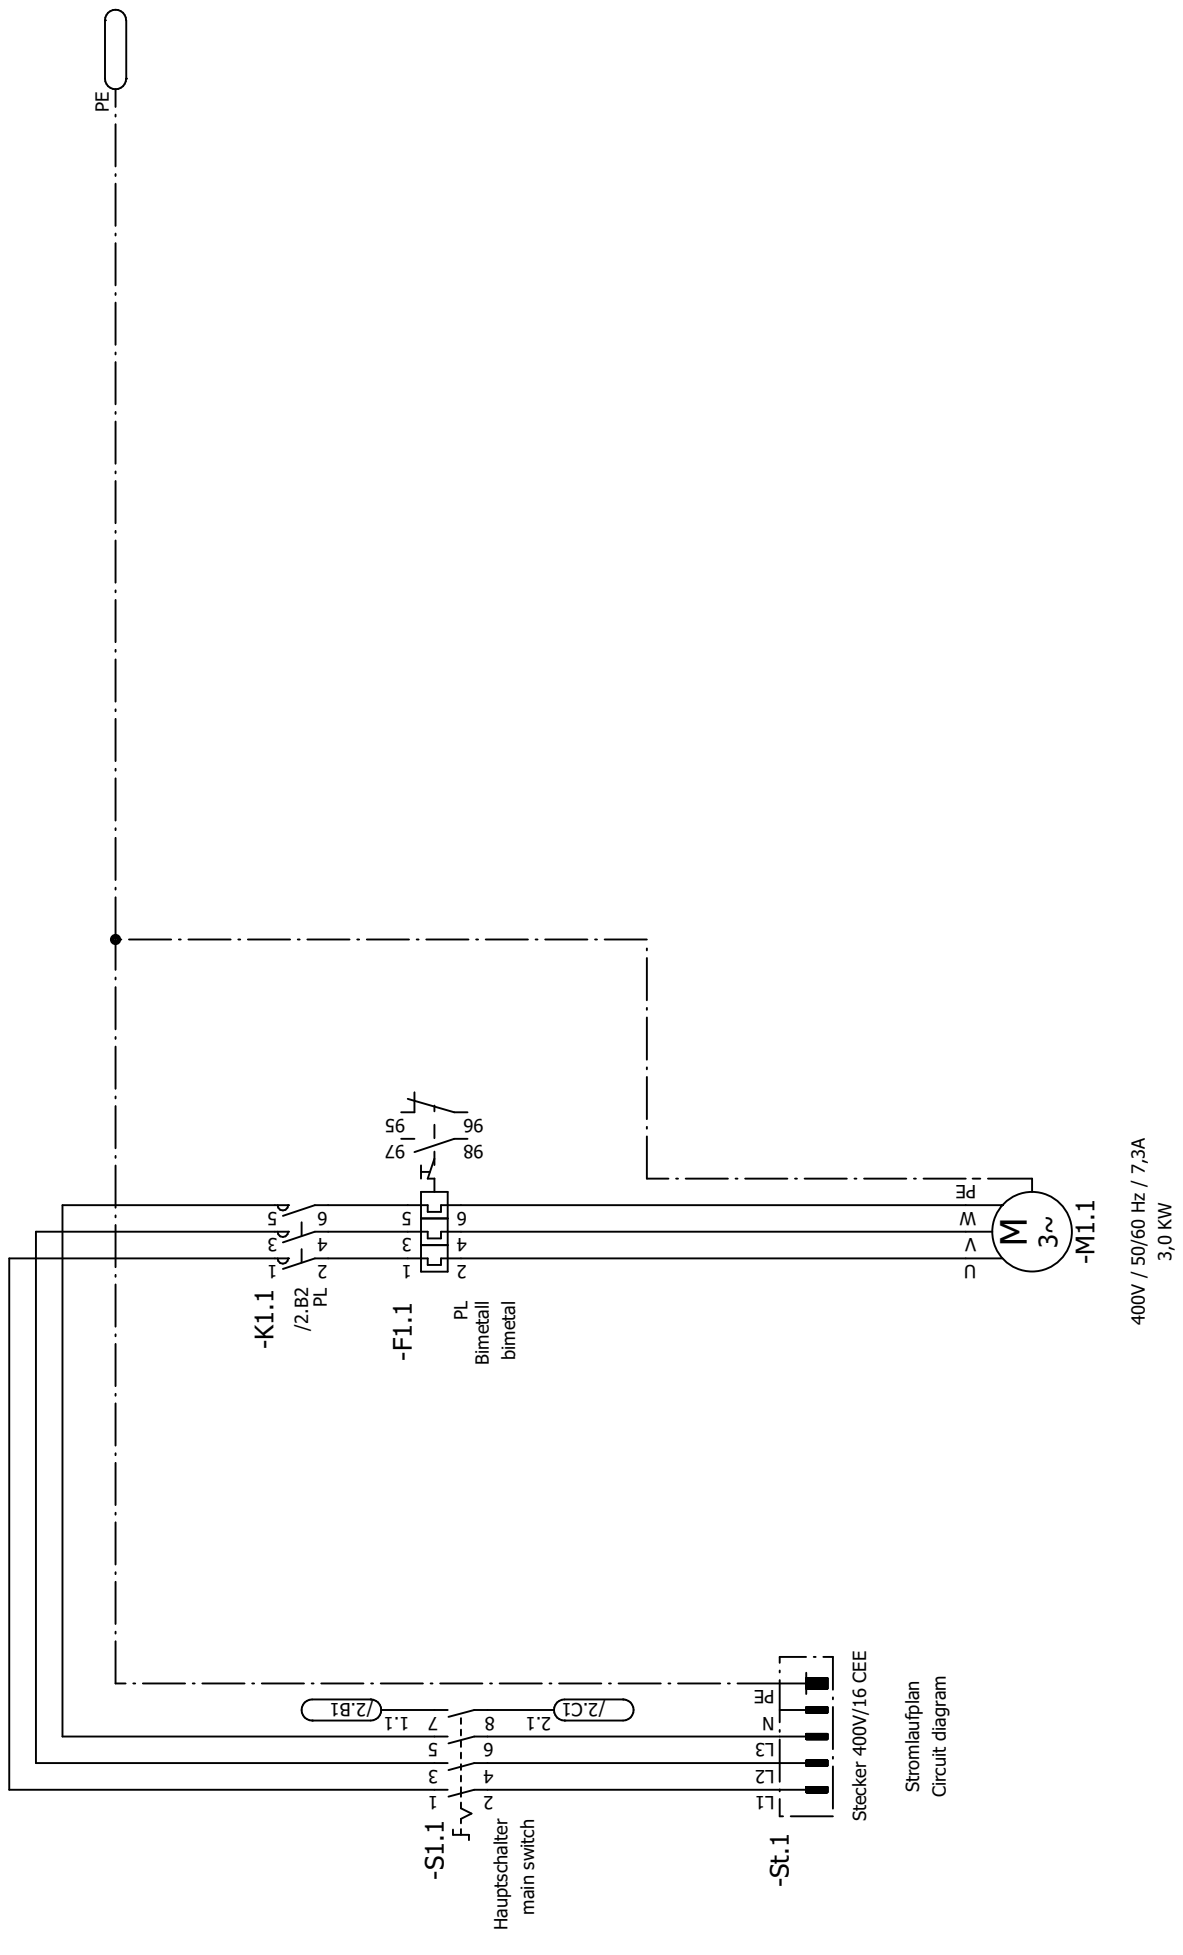 PE
-K1.1
/2.B2
PL
1
3
5
2
4
6
-F1.1
PL
Bimetall
bimetal
1
3
5
2
4
6
97
95
98
96
U
V
W
PE
M
3~
-M1.1
400V / 50/60 Hz / 7,3A
3,0 KW
/2.B1
1.1
-S1.1
Hauptschalter
main switch
1
3
5
7
2
4
6
8
2.1
/2.C1
L1
L2
L3
N
PE
-St.1
Stecker 400V/16 CEE
Stromlaufplan
Circuit diagram